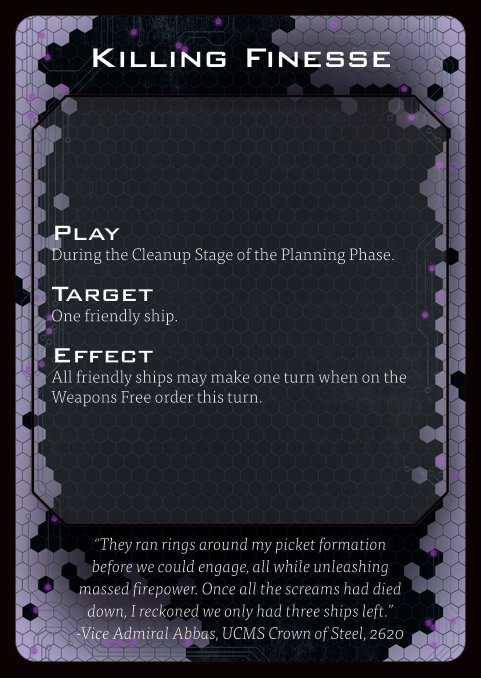 Killing Finesse
Play
During the Cleanup Stage of the Planning Phase.
Target
One friendly ship.
Effect
All friendly ships may make one turn when on the
Weapons Free order this turn.
“They ran rings around my picket formation
before we could engage, all while unleashing
massed firepower. Once all the screams had died
down, I reckoned we only had three ships left.”
-Vice Admiral Abbas, UCMS Crown of Steel, 2620